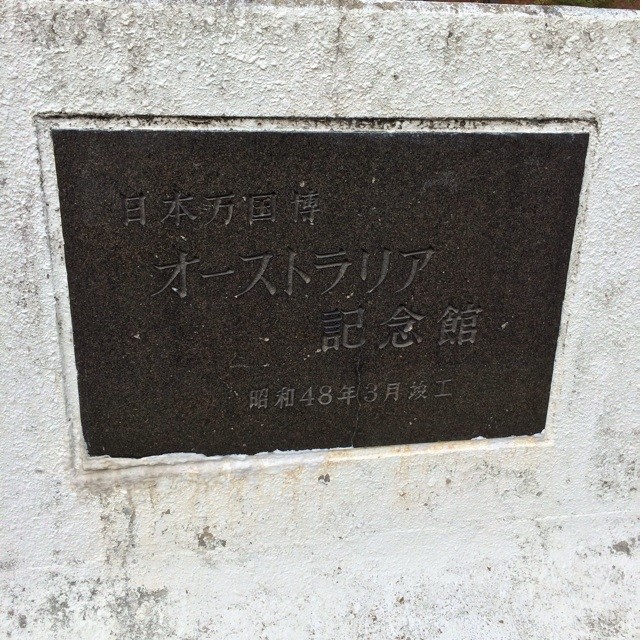 日本万国博
オーストラリア
記念館
昭和48年3月竣工